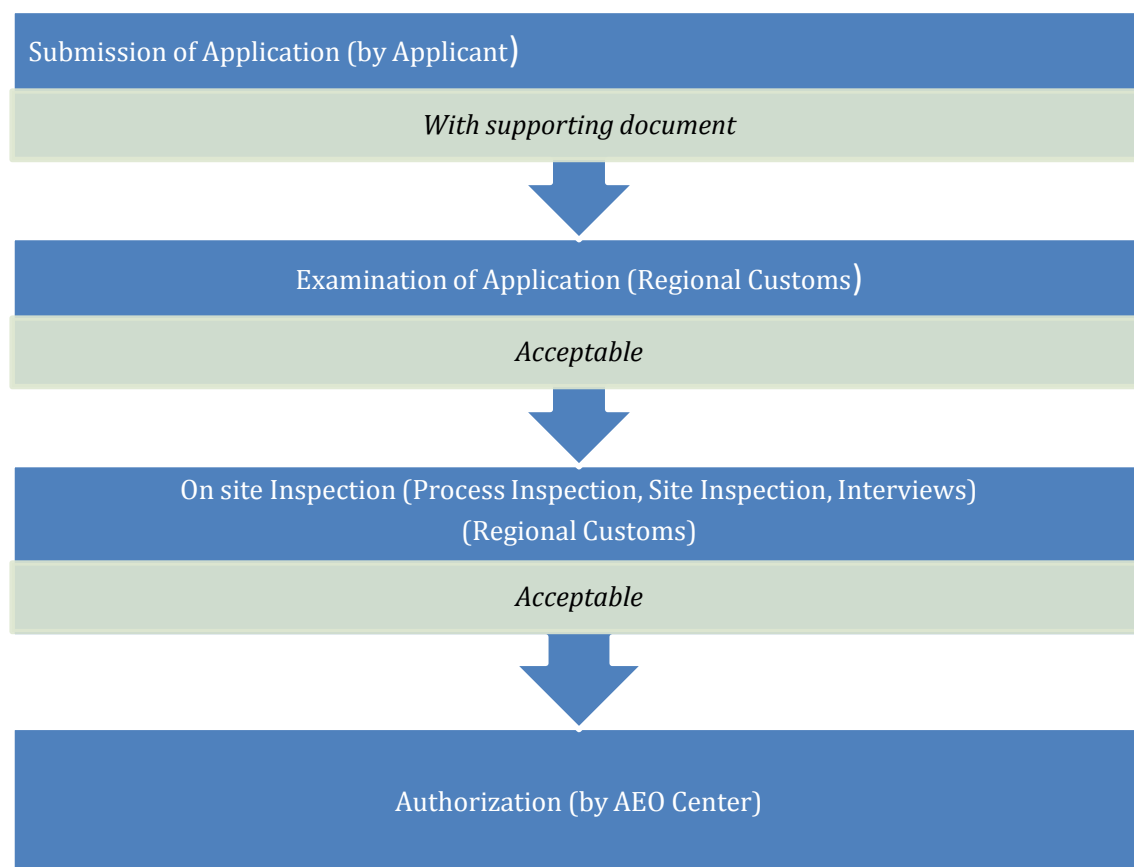 Submission of Application (by Applicant)
With supporting document
Examination of Application (Regional Customs)
Acceptable
On site Inspection (Process Inspection, Site Inspection, Interviews)
(Regional Customs)
Acceptable
Authorization (by AEO Center)